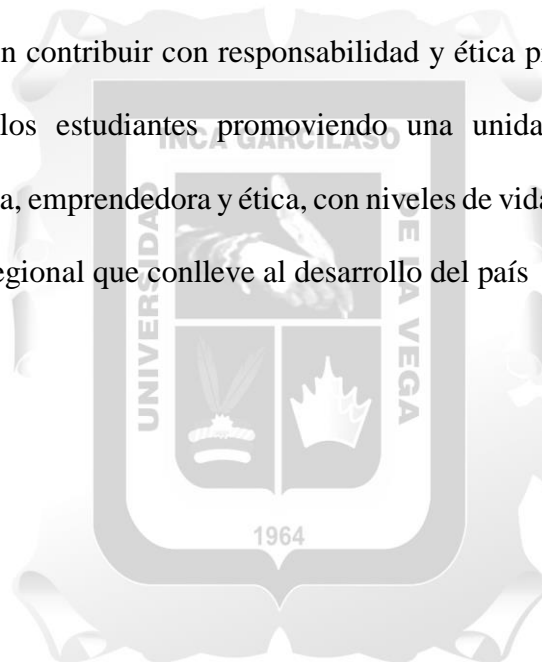 n contribuir con responsabilidad y ética p
los estudiantes promoviendo una unida
INCA GARCILASO
a, emprendedora y ética, con niveles de vida
egional que conlleve al desarrollo del país
UNIVERSIDAD
DE LA VEGA
1964